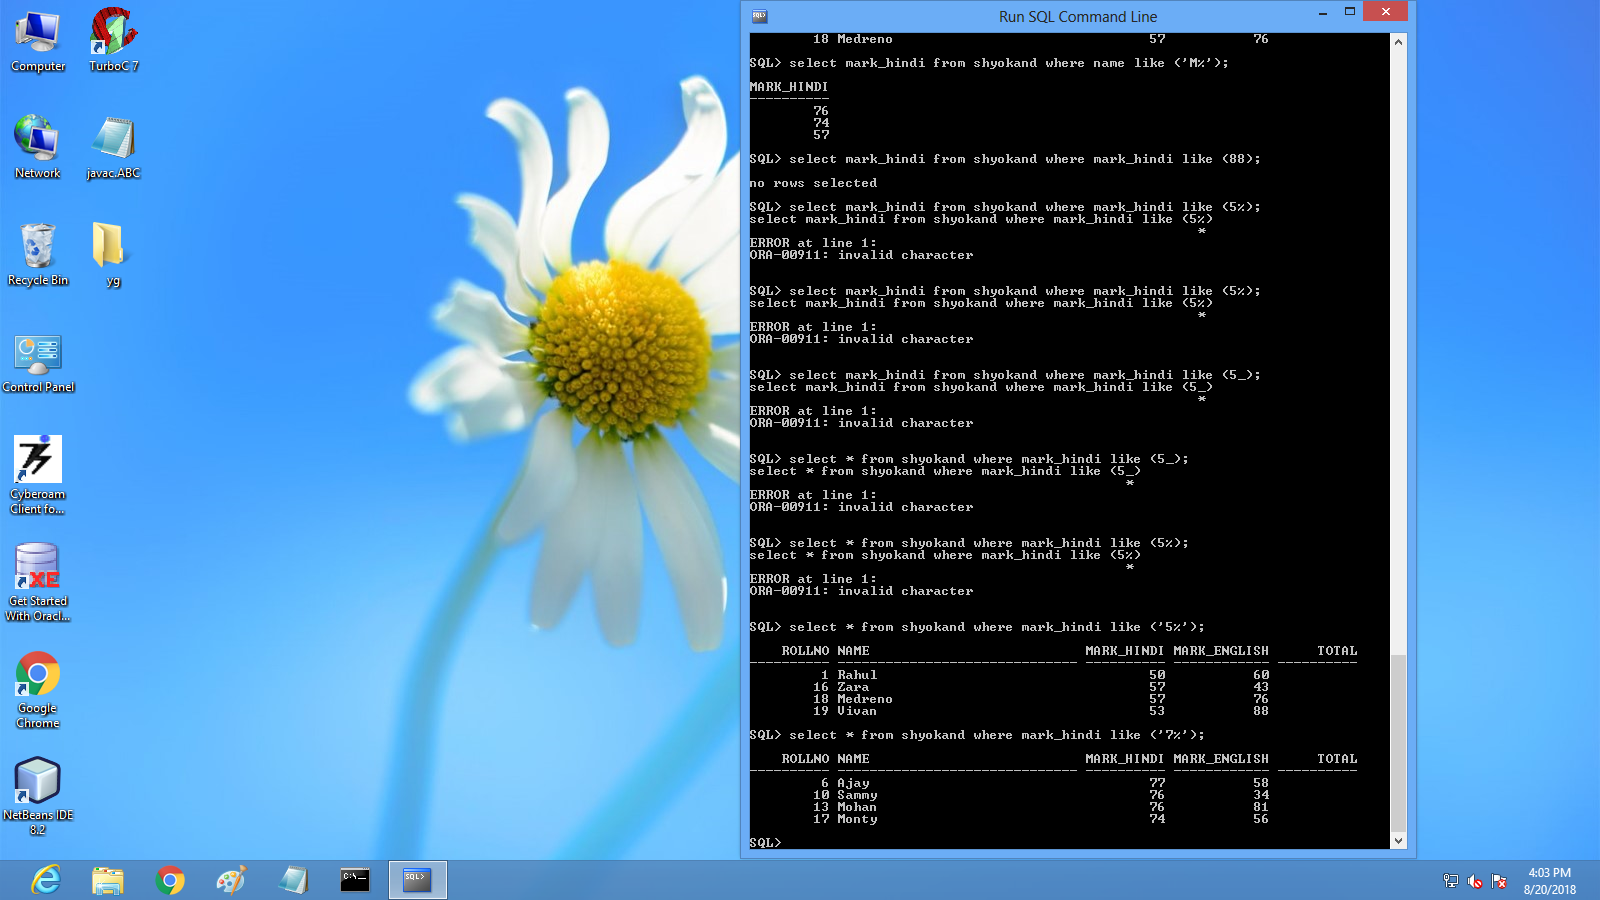 Computer
TurboC 7
Network
javac.ABC
Recycle Bin
yg
Control Panel
Cyberoam
Client fo...
XE
Get Started
With Oracl...
Google
Chrome
NetBeans IDE
8.2
Run SQL Command Line
18 Medreno 57 76
SQL> select mark_hindi from shyokand where name like ('M%');
MARK_HINDI
----------
76
74
57
SQL> select mark_hindi from shyokand where mark_hindi like (88);
no rows selected
SQL> select mark_hindi from shyokand where mark_hindi like (5%);
select mark_hindi from shyokand where mark_hindi like (5%)
*
ERROR at line 1:
ORA-00911: invalid character
SQL> select mark_hindi from shyokand where mark_hindi like (5%);
select mark_hindi from shyokand where mark_hindi like (5%)
*
ERROR at line 1:
ORA-00911: invalid character
SQL> select mark_hindi from shyokand where mark_hindi like (5_);
select mark_hindi from shyokand where mark_hindi like (5_)
*
ERROR at line 1:
ORA-00911: invalid character
SQL> select * from shyokand where mark_hindi like (5_);
select * from shyokand where mark_hindi like (5_)
*
ERROR at line 1:
ORA-00911: invalid character
SQL> select * from shyokand where mark_hindi like (5%);
select * from shyokand where mark_hindi like (5%)
*
ERROR at line 1:
ORA-00911: invalid character
SQL> select * from shyokand where mark_hindi like ('5%');
ROLLNO NAME MARK_HINDI MARK_ENGLISH TOTAL
---------- ------------------------------ ---------- ------------ ----------
1 Rahul 50 60
16 Zara 57 43
18 Medreno 57 76
19 Vivan 53 88
SQL> select * from shyokand where mark_hindi like ('7%');
ROLLNO NAME MARK_HINDI MARK_ENGLISH TOTAL
---------- ------------------------------ ---------- ------------ ----------
6 Ajay 77 58
10 Sammy 76 34
13 Mohan 76 81
17 Monty 74 56
SQL>
C:\-
SQL>
4:03 PM
8/20/2018